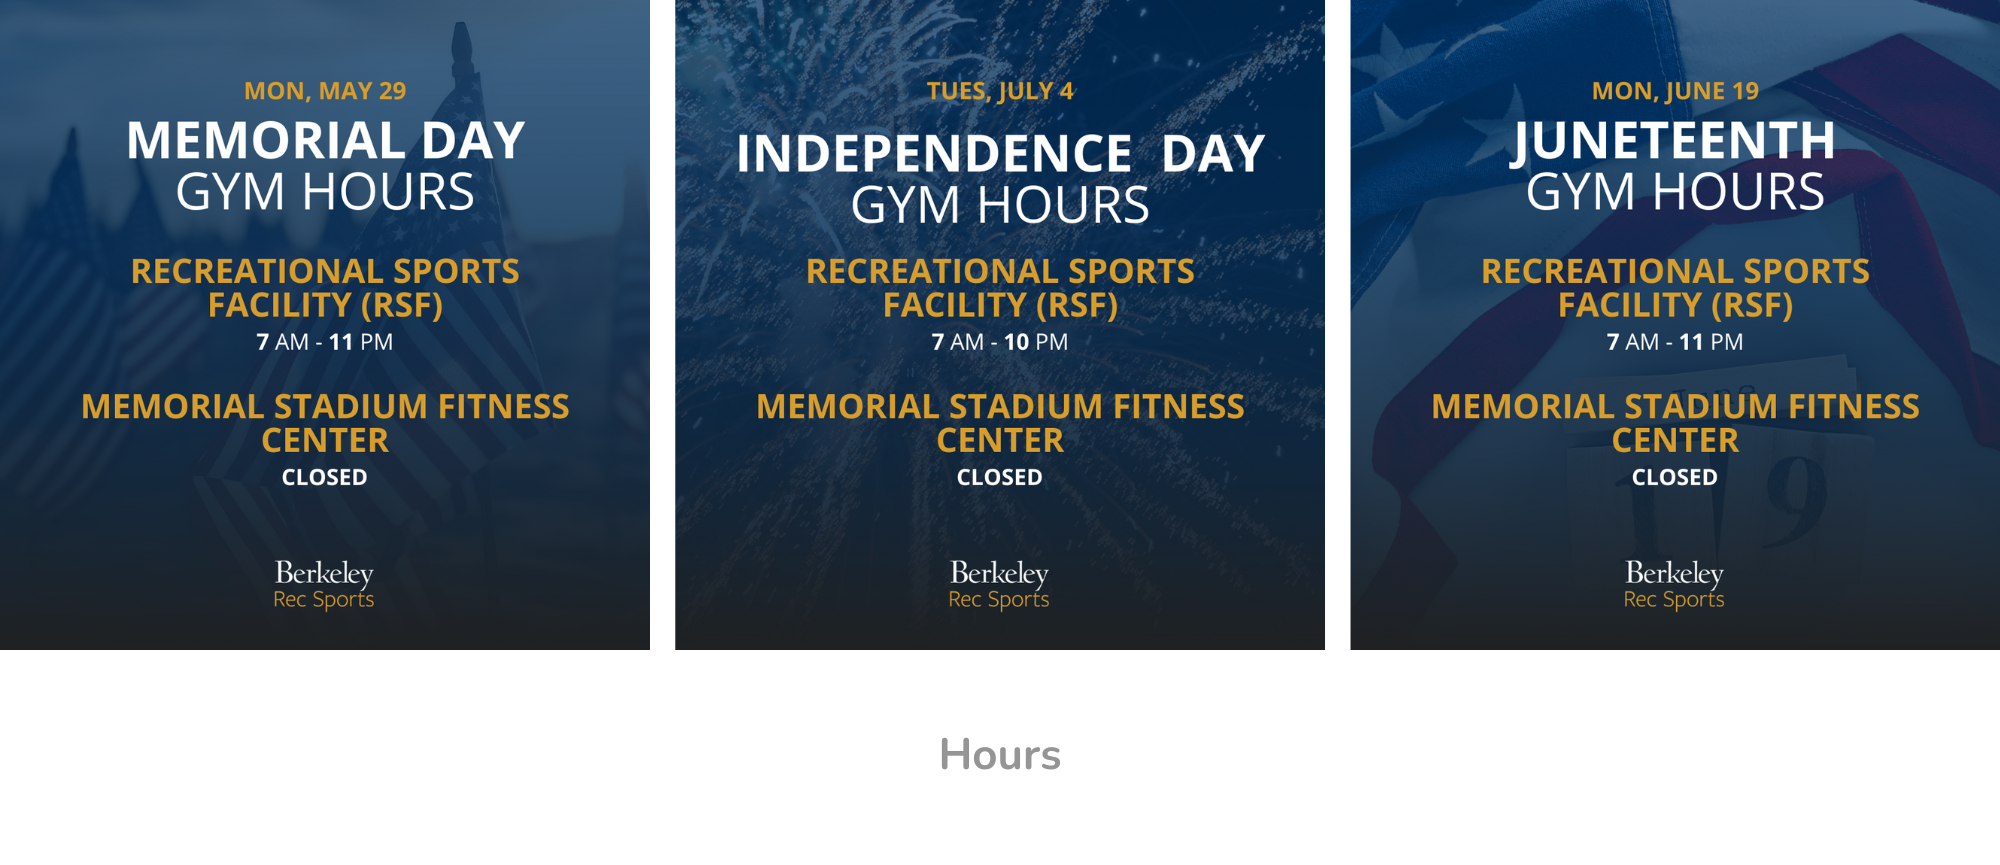 MON, MAY 29
MEMORIAL DAY
GYM HOURS
RECREATIONAL SPORTS
FACILITY (RSF)
7 AM - 11 PM
MEMORIAL STADIUM FITNESS
CENTER
CLOSED
Berkeley
Rec Sports
TUES, JULY 4
INDEPENDENCE DAY
GYM HOURS
RECREATIONAL SPORTS
FACILITY (RSF)
7 AM - 10 PM
MEMORIAL STADIUM FITNESS
CENTER
CLOSED
Berkeley
Rec Sports
MON, JUNE 19
JUNETEENTH
GYM HOURS
RECREATIONAL SPORTS
FACILITY (RSF)
7 AM - 11 PM
June
MEMORIAL STADIUM FITNESS
CENTER
CLOSED
19
Berkeley
Rec Sports
Hours